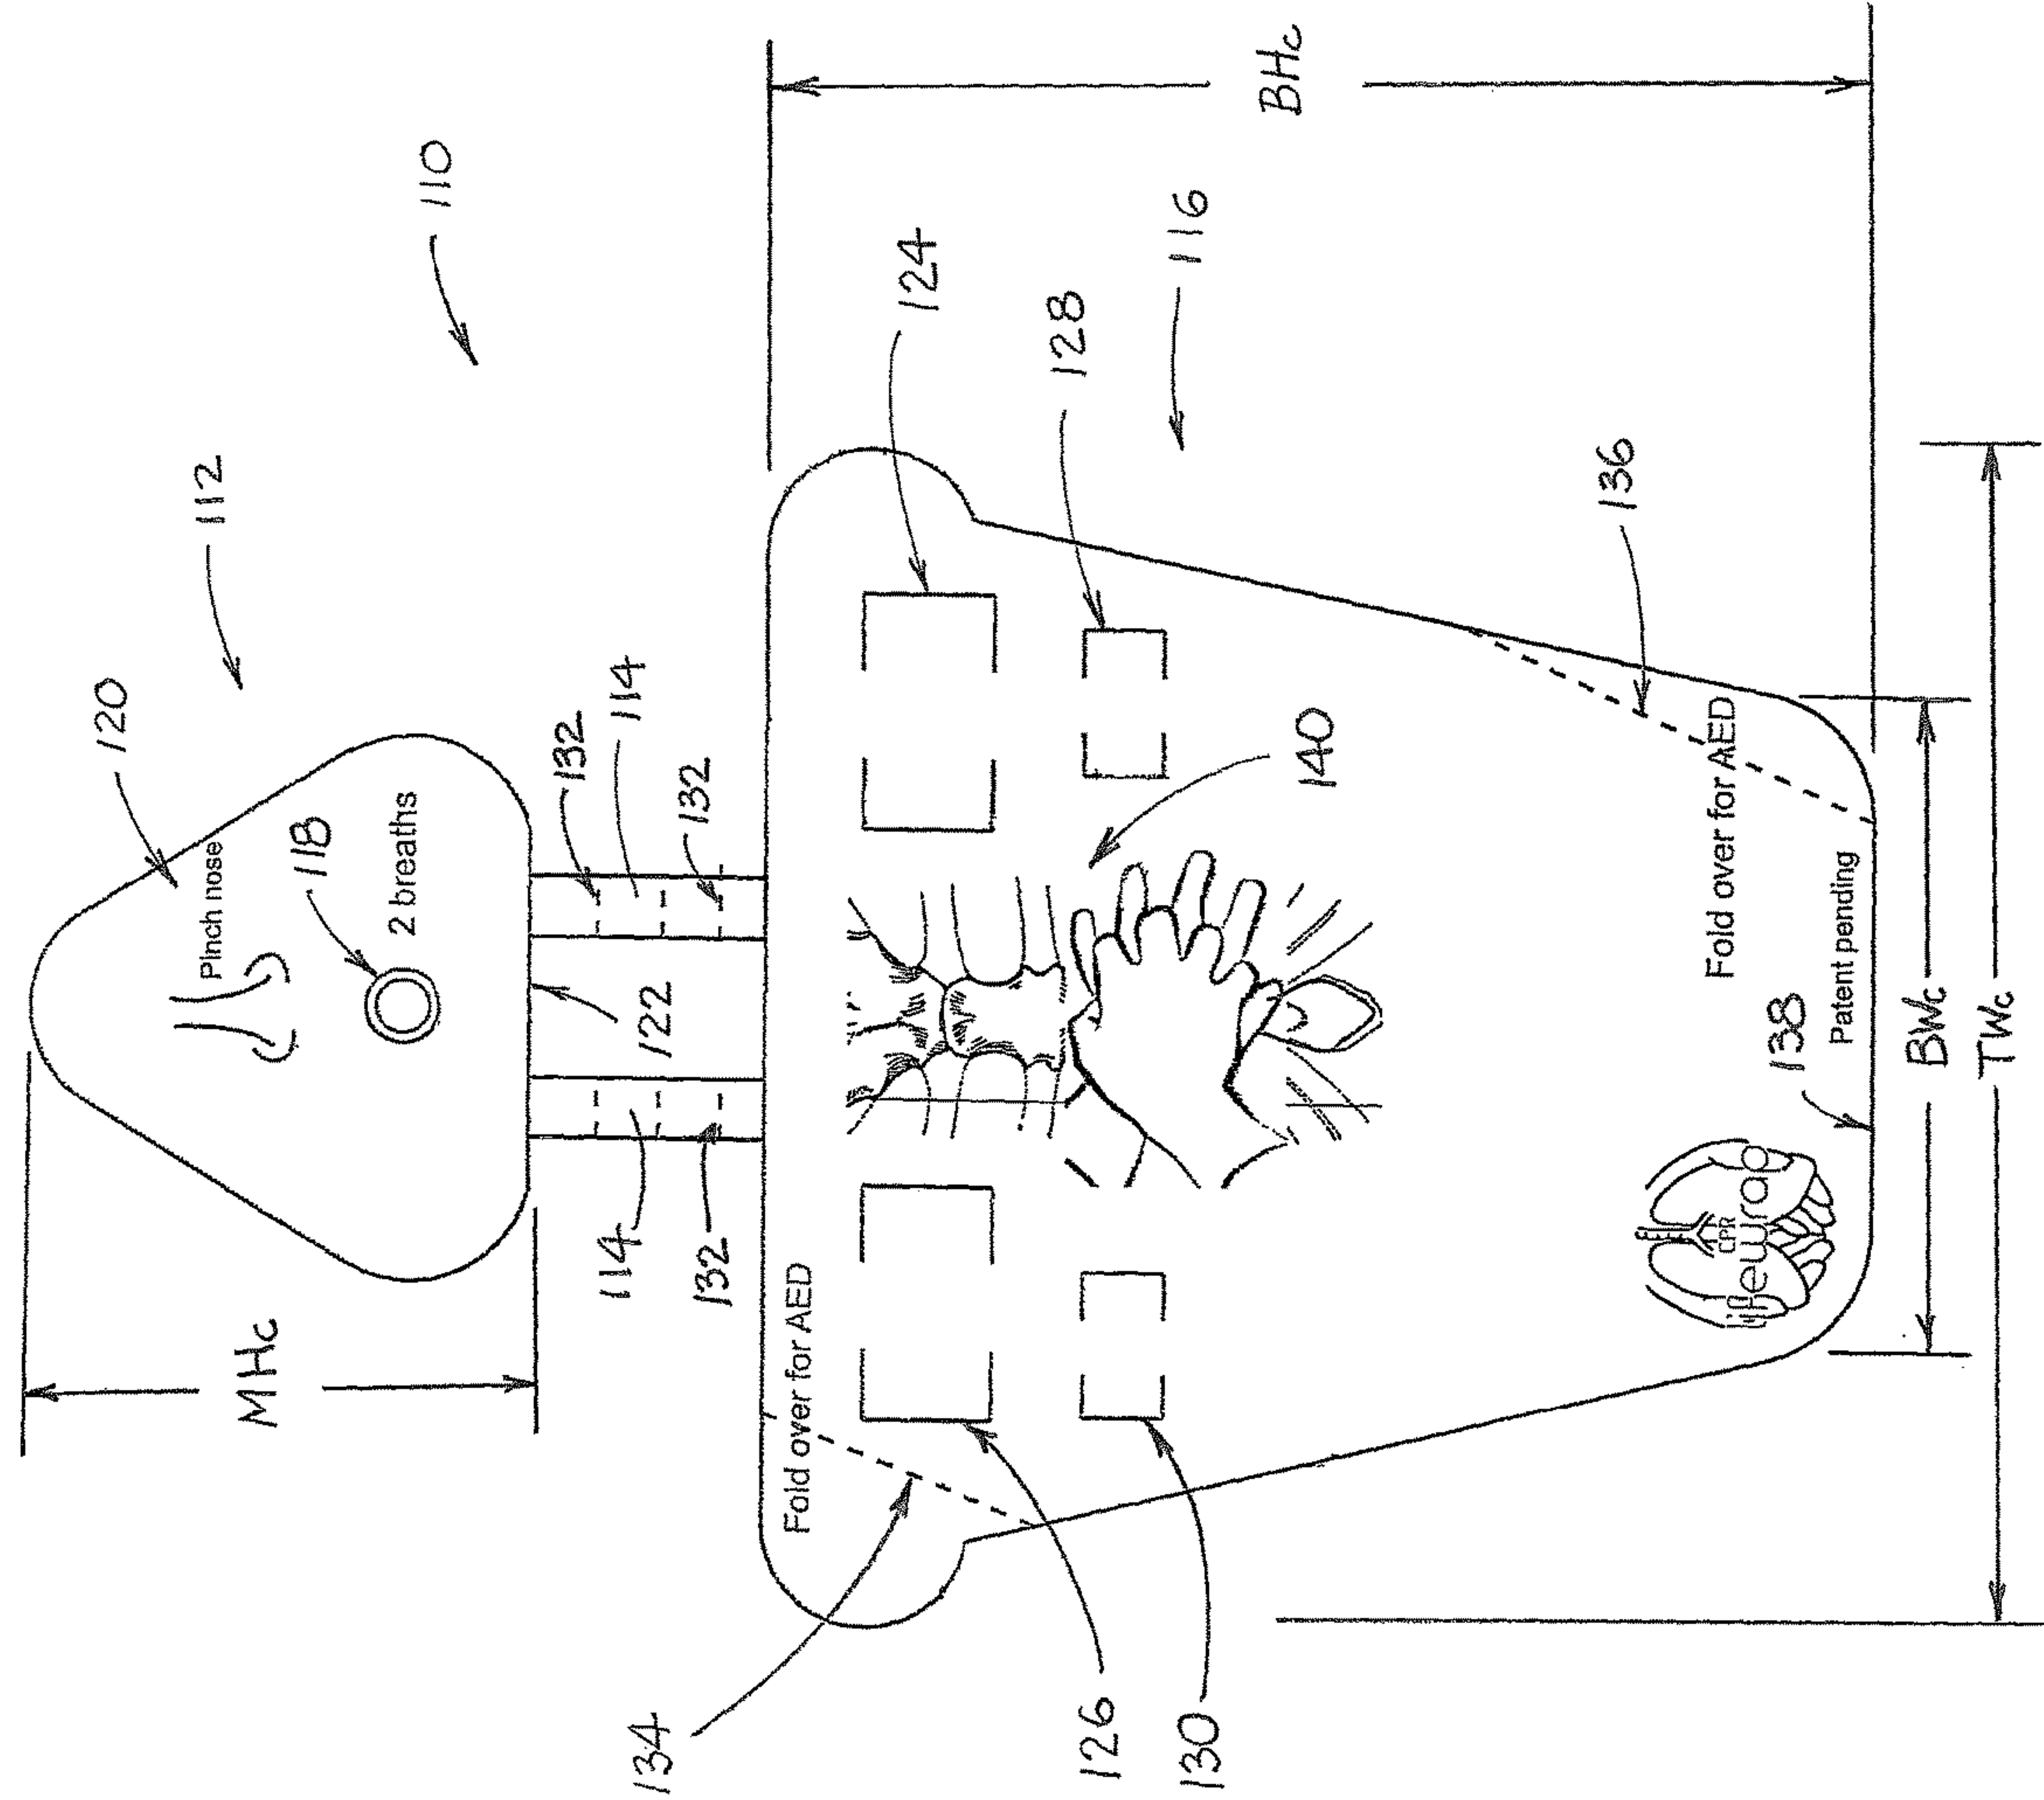 110
112
120
PInch nose
118
2 breaths
MHc
132
114
132
122
114
132
BHc
124
128
116
Fold over for AED
134
126
130
140
136
Fold over for AED
Patent pending
138
CPR
lifewrap
BWc
TWc